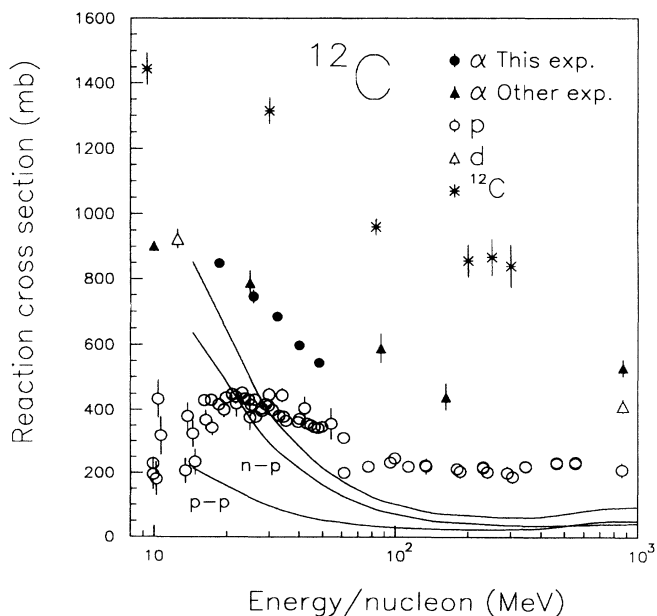 Reaction cross section (mb)
1600
1400
1200
1000
800
600
400
200
0
¹²C
α This exp.
α Other exp.
p
d
¹²C
n-p
p-p
10
10²
10³
Energy/nucleon (MeV)